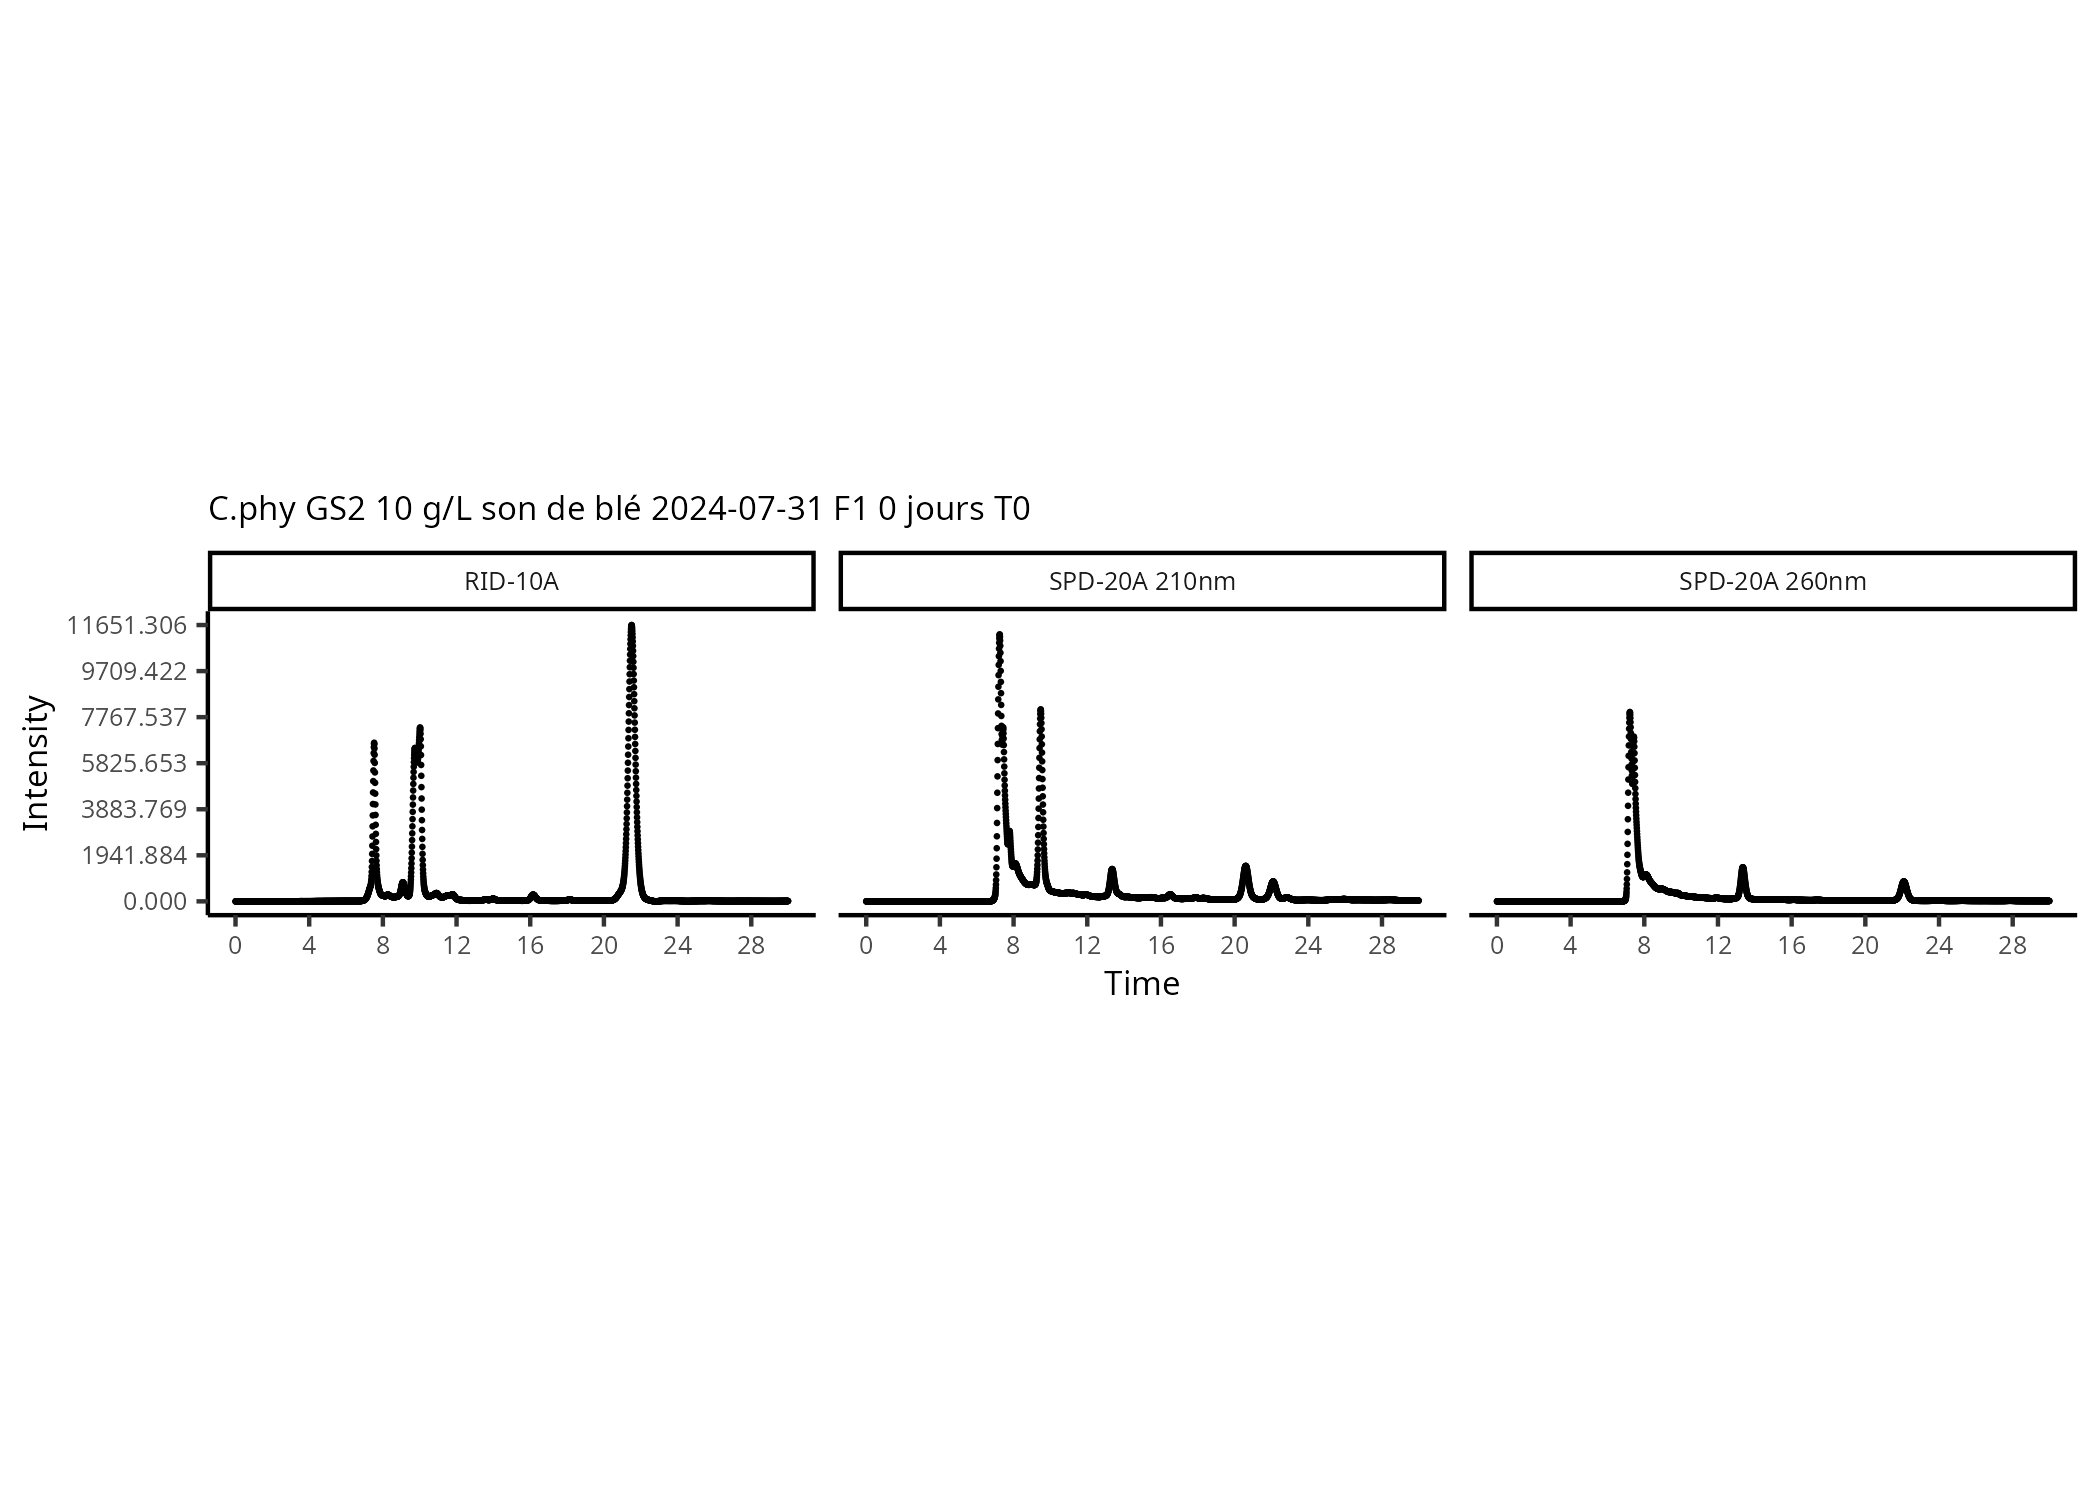 C.phy GS2 10 g/L son de blé 2024-07-31 F1 0 jours T0
RID-10A SPD-20A 210nm SPD-20A 260nm
Intensity
11651.306
9709.422
7767.537
5825.653
3883.769
1941.884
0.000
0 4 8 12 16 20 24 28 0 4 8 12 16 20 24 28 0 4 8 12 16 20 24 28
Time